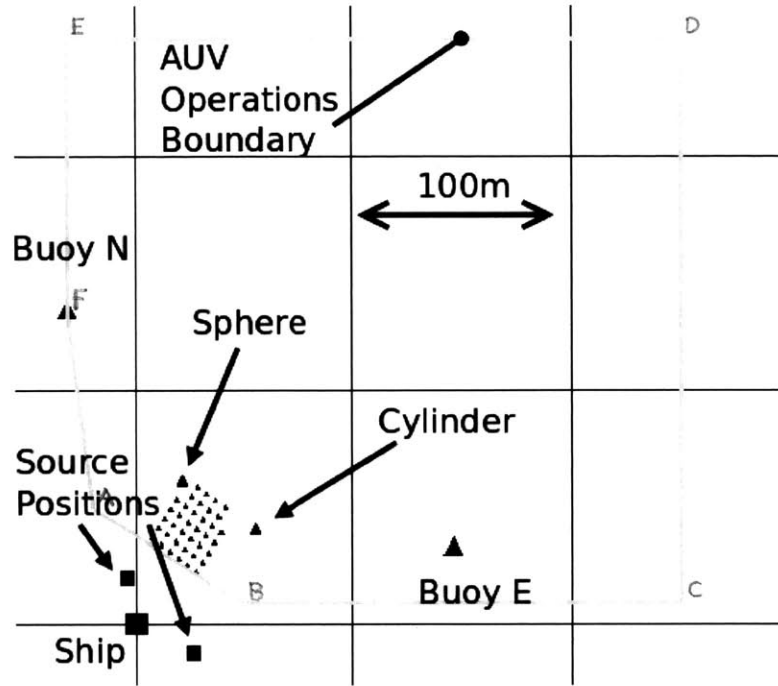 E
D
AUV
Operations
Boundary
100m
Buoy N
F
Sphere
Cylinder
Source
Positions
A
B
Buoy E
C
Ship